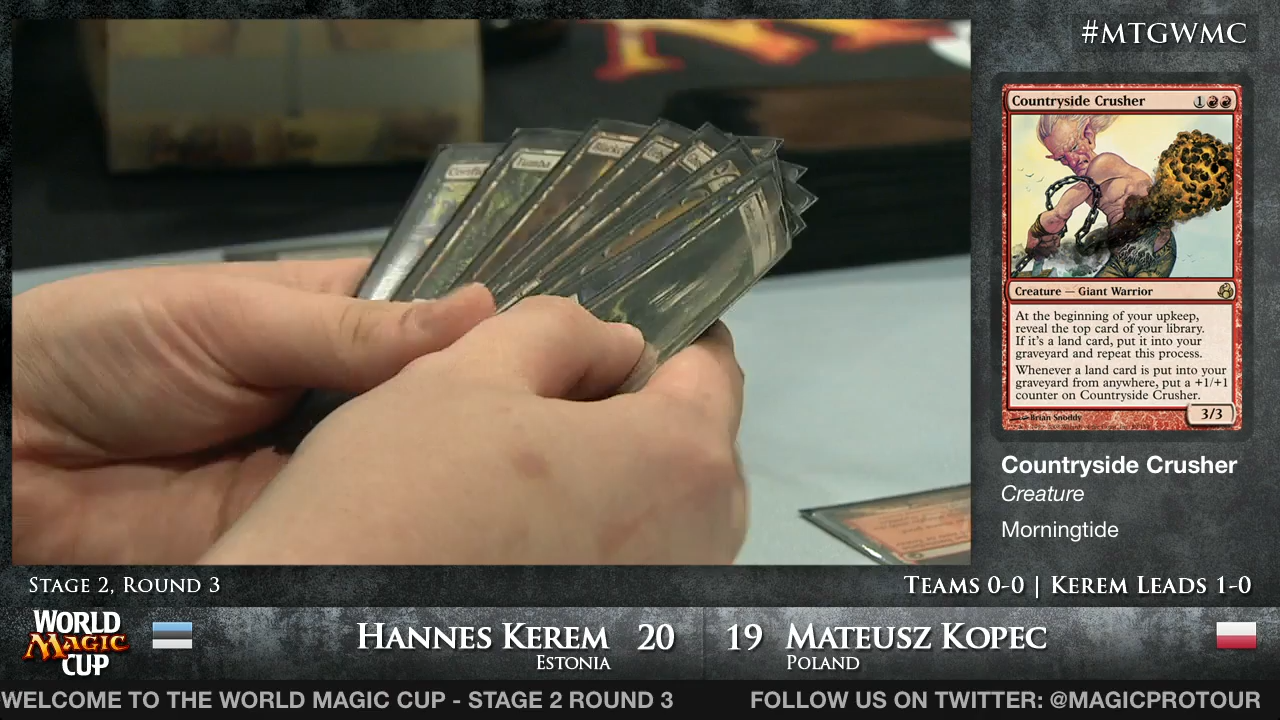 #MTGWMC
Countryside Crusher
1
Creature — Giant Warrior
At the beginning of your upkeep,
reveal the top card of your library.
If it's a land card, put it into your
graveyard and repeat this process.
Whenever a land card is put into your
graveyard from anywhere, put a +1/+1
counter on Countryside Crusher.
Brian Snoddy
3/3
Countryside Crusher
Creature
Morningtide
Stage 2, Round 3
Teams 0-0 | Kerem Leads 1-0
WORLD
MAGIC
CUP
Hannes Kerem 20
Estonia
19 Mateusz Kopec
Poland
WELCOME TO THE WORLD MAGIC CUP - STAGE 2 ROUND 3
FOLLOW US ON TWITTER: @MAGICPROTOUR